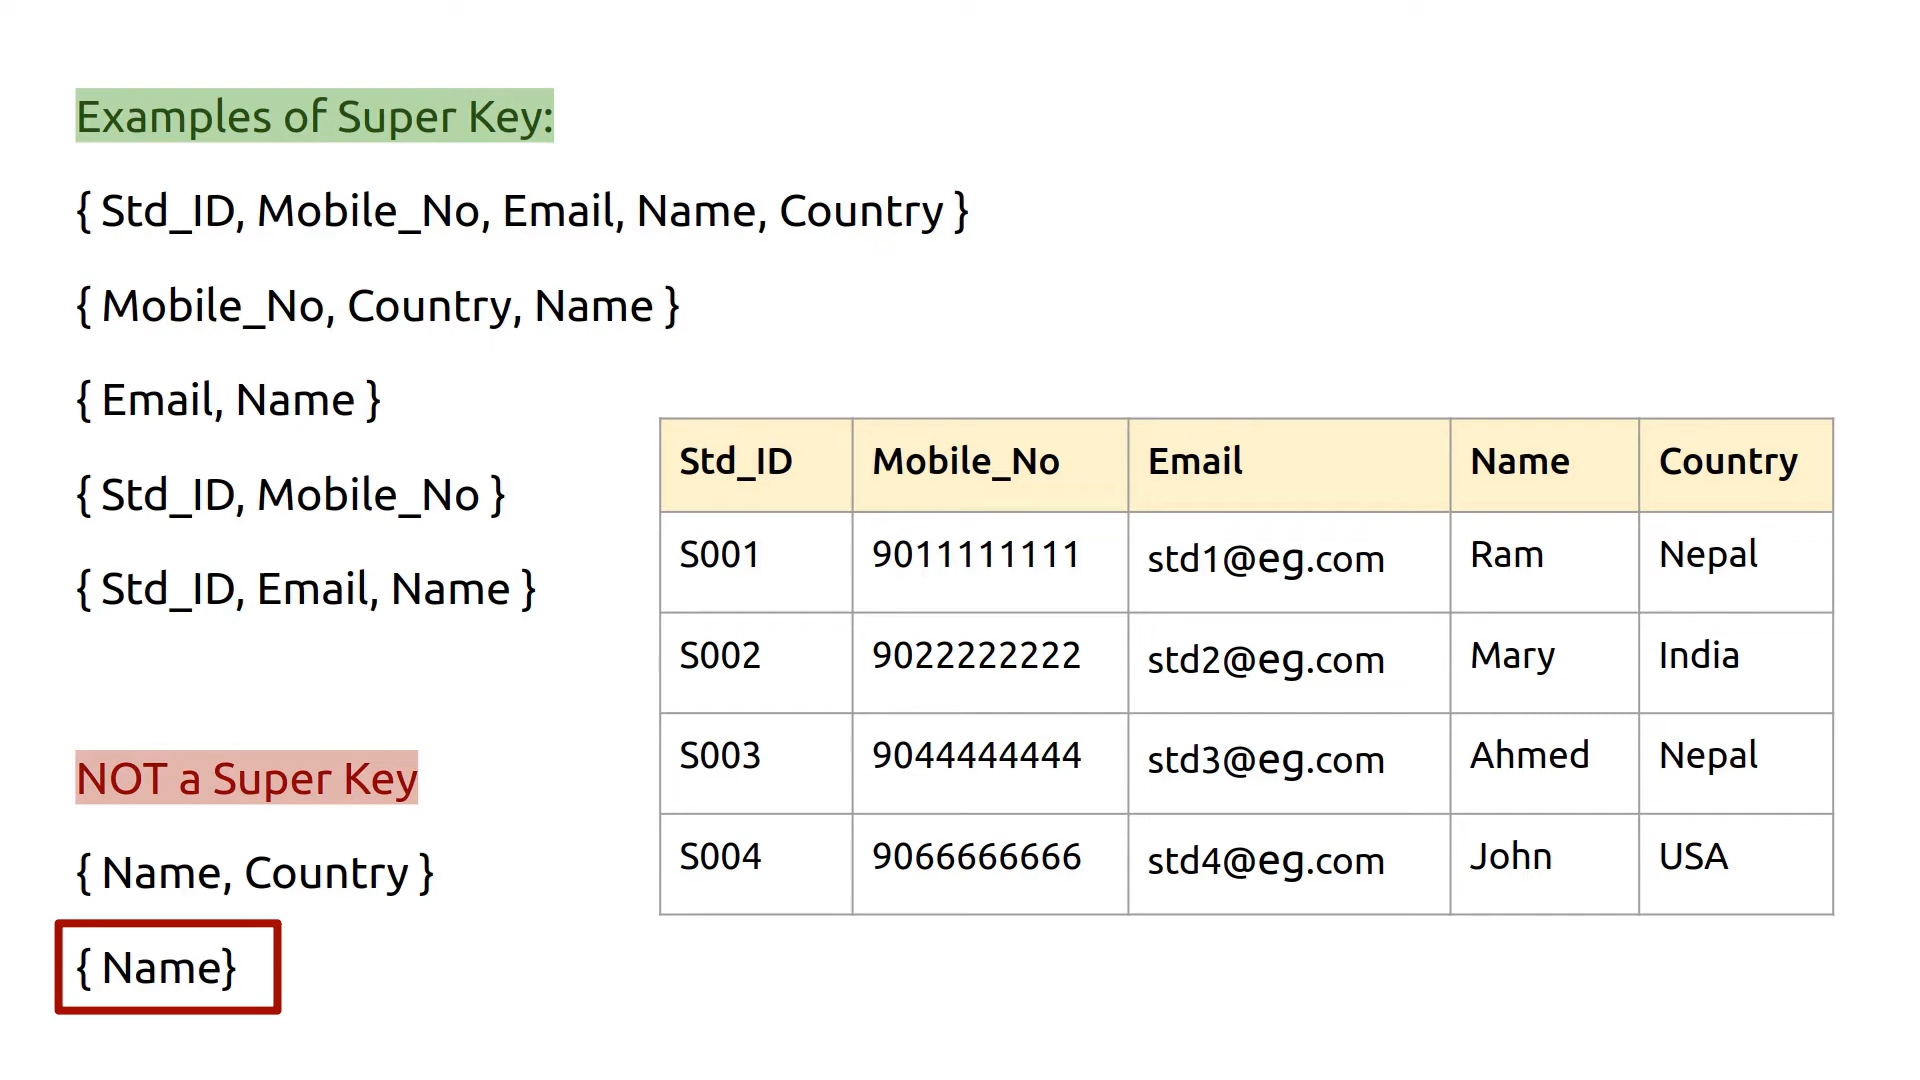 Examples of Super Key:
{ Std_ID, Mobile_No, Email, Name, Country }
{ Mobile_No, Country, Name }
{ Email, Name }
{ Std_ID, Mobile_No }
{ Std_ID, Email, Name }
NOT a Super Key
{ Name, Country }
{ Name}
Std_ID Mobile_No Email Name Country
S001 9011111111 std1@eg.com Ram Nepal
S002 9022222222 std2@eg.com Mary India
S003 9044444444 std3@eg.com Ahmed Nepal
S004 9066666666 std4@eg.com John USA